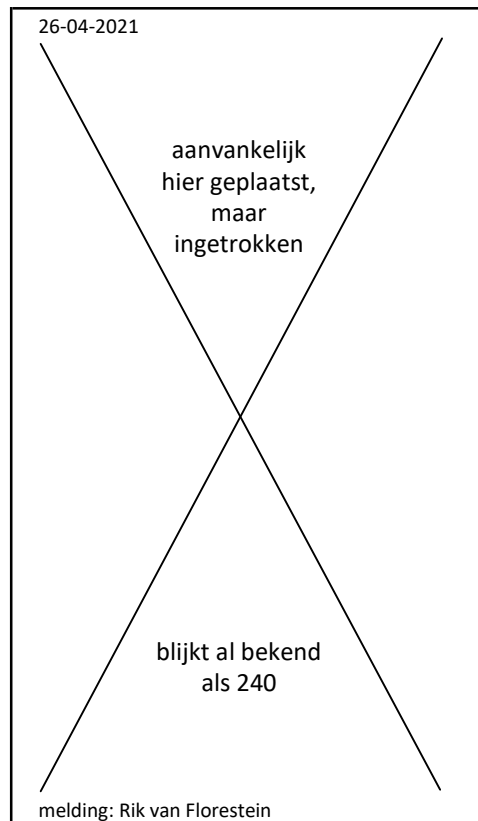 26-04-2021
aanvankelijk
hier geplaatst,
maar
ingetrokken
blijkt al bekend
als 240
melding: Rik van Florestein